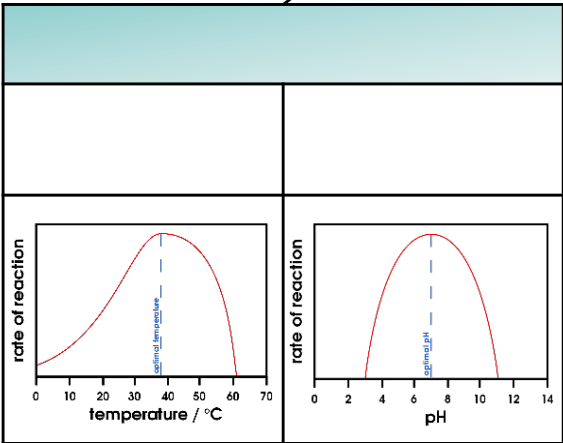 rate of reaction
optimal temperature
0 10 20 30 40 50 60 70
temperature / °C
rate of reaction
optimal pH
0 2 4 6 8 10 12 14
pH